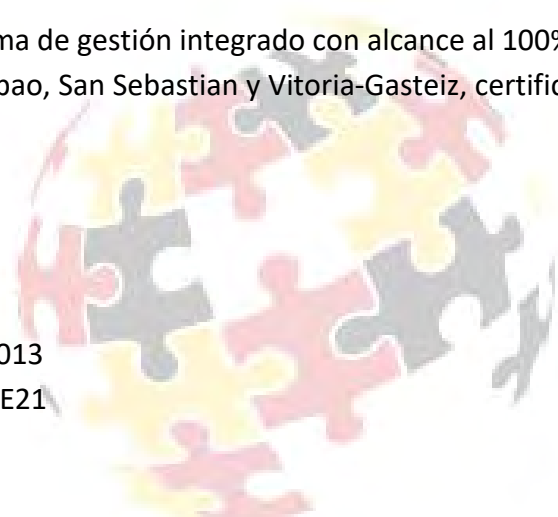 ma de gestión integrado con alcance al 100%
bao, San Sebastian y Vitoria-Gasteiz, certific
013
E21